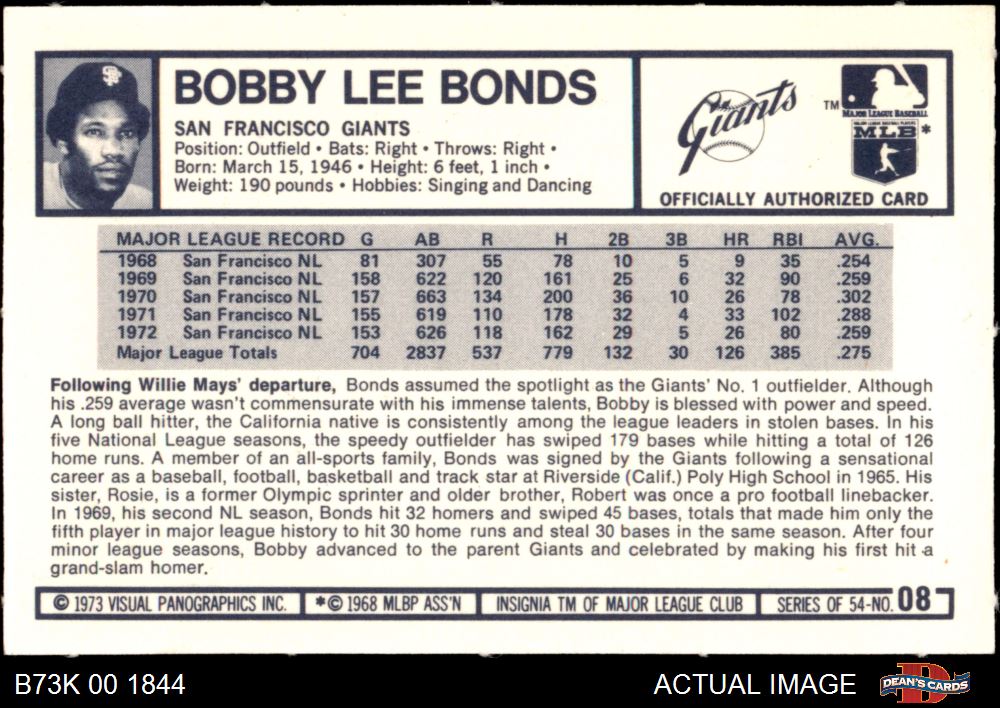 SF
BOBBY LEE BONDS
SAN FRANCISCO GIANTS
Position: Outfield • Bats: Right • Throws: Right •
Born: March 15, 1946 • Height: 6 feet, 1 inch •
Weight: 190 pounds • Hobbies: Singing and Dancing
Giants
TM
MAJOR LEAGUE BASEBALL
MAJOR LEAGUE BASEBALL PLAYERS
MLB*
OFFICIALLY AUTHORIZED CARD
MAJOR LEAGUE RECORD G AB R H 2B 3B HR RBI AVG.
1968 San Francisco NL 81 307 55 78 10 5 9 35 .254
1969 San Francisco NL 158 622 120 161 25 6 32 90 .259
1970 San Francisco NL 157 663 134 200 36 10 26 78 .302
1971 San Francisco NL 155 619 110 178 32 4 33 102 .288
1972 San Francisco NL 153 626 118 162 29 5 26 80 .259
Major League Totals 704 2837 537 779 132 30 126 385 .275
Following Willie Mays' departure, Bonds assumed the spotlight as the Giants' No. 1 outfielder. Although
his .259 average wasn't commensurate with his immense talents, Bobby is blessed with power and speed.
A long ball hitter, the California native is consistently among the league leaders in stolen bases. In his
five National League seasons, the speedy outfielder has swiped 179 bases while hitting a total of 126
home runs. A member of an all-sports family, Bonds was signed by the Giants following a sensational
career as a baseball, football, basketball and track star at Riverside (Calif.) Poly High School in 1965. His
sister, Rosie, is a former Olympic sprinter and older brother, Robert was once a pro football linebacker.
In 1969, his second NL season, Bonds hit 32 homers and swiped 45 bases, totals that made him only the
fifth player in major league history to hit 30 home runs and steal 30 bases in the same season. After four
minor league seasons, Bobby advanced to the parent Giants and celebrated by making his first hit a
grand-slam homer.
© 1973 VISUAL PANOGRAPHICS INC. *© 1968 MLBP ASS'N INSIGNIA TM OF MAJOR LEAGUE CLUB SERIES OF 54-NO. 08
B73K 00 1844
ACTUAL IMAGE
D
DEAN'S CARDS